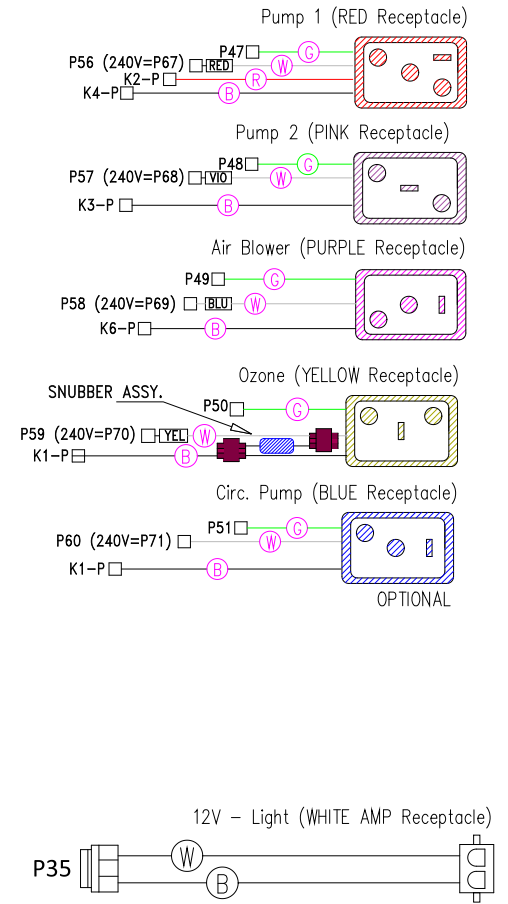 Pump 1 (RED Receptacle)
P47 G
P56 (240V=P67) RED W
K2-P R
K4-P B
Pump 2 (PINK Receptacle)
P48 G
P57 (240V=P68) VIO W
K3-P B
Air Blower (PURPLE Receptacle)
P49 G
P58 (240V=P69) BLU W
K6-P B
Ozone (YELLOW Receptacle)
SNUBBER ASSY.
P50 G
P59 (240V=P70) YEL W
K1-P B
Circ. Pump (BLUE Receptacle)
P51 G
P60 (240V=P71) W
K1-P B
OPTIONAL
12V - Light (WHITE AMP Receptacle)
W
P35
B